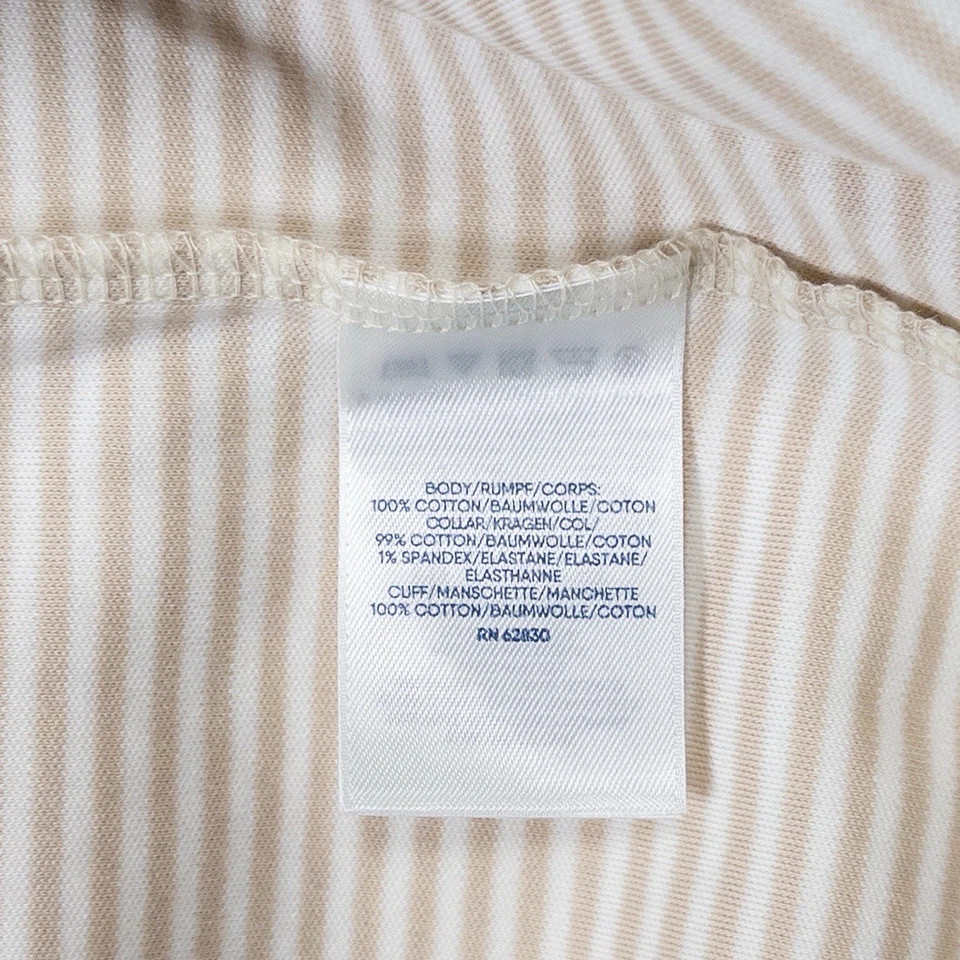 BODY/RUMPF/CORPS:
100% COTTON/BAUMWOLLE/COTON
COLLAR/KRAGEN/COL/
99% COTTON/BAUMWOLLE/COTON
1% SPANDEX/ELASTANE/ELASTANE/
ELASTHANNE
CUFF/MANSCHETTE/MANCHETTE
100% COTTON/BAUMWOLLE/COTON
RN 62830